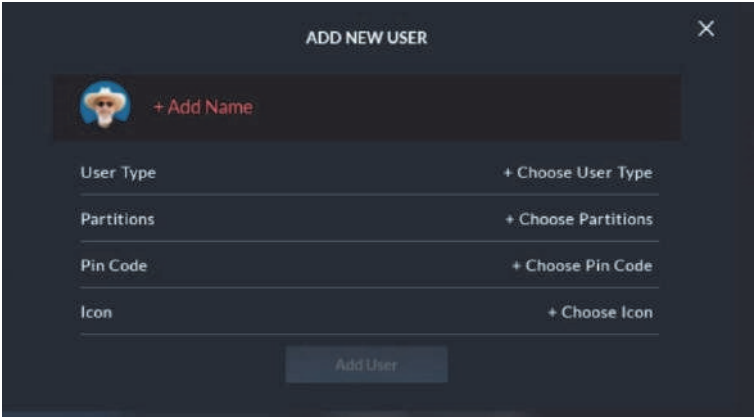 ADD NEW USER
+ Add Name
User Type + Choose User Type
Partitions + Choose Partitions
Pin Code + Choose Pin Code
Icon + Choose Icon
Add User